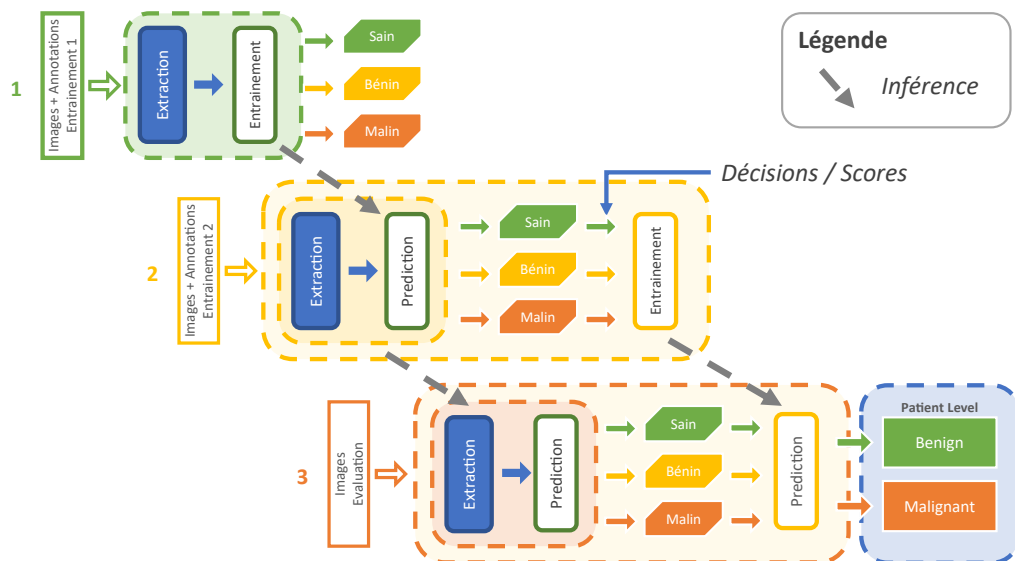 1
Images + Annotations
Entrainement 1
Extraction
Entrainement
Sain
Bénin
Malin
Légende
Inférence
2
Images + Annotations
Entrainement 2
Extraction
Prediction
Sain
Bénin
Malin
Décisions / Scores
Entrainement
3
Images
Evaluation
Extraction
Prediction
Sain
Bénin
Malin
Prediction
Patient Level
Benign
Malignant